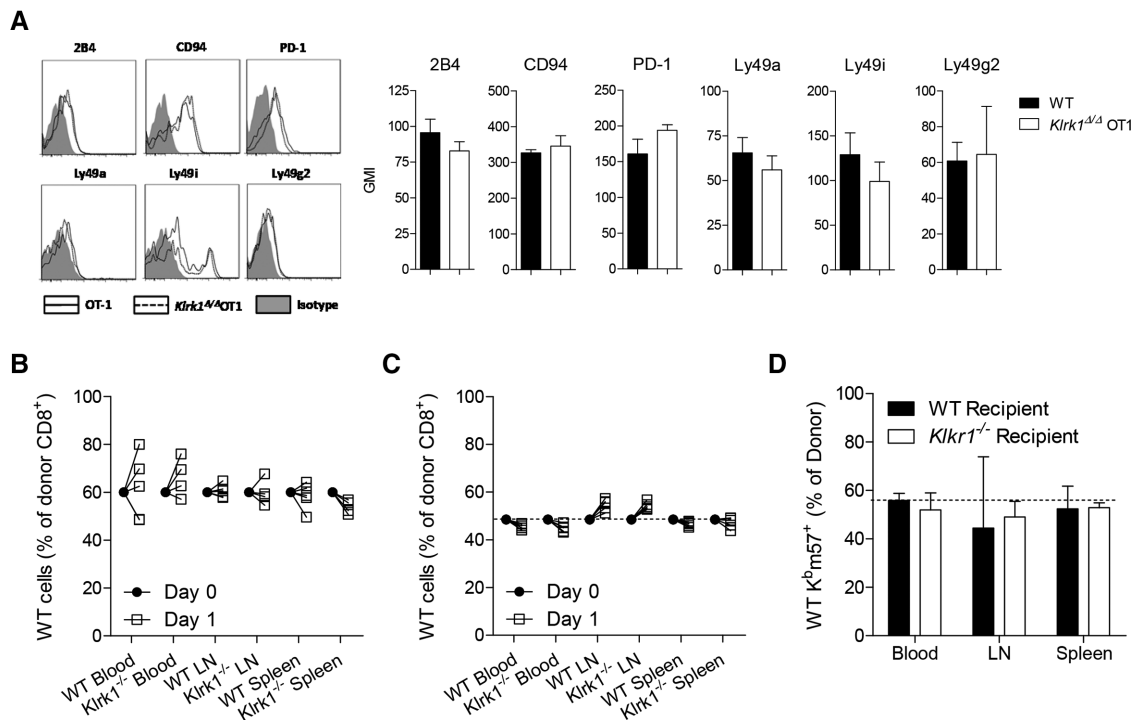 A
2B4 CD94 PD-1
Ly49a Ly49i Ly49g2
OT-1 Klrk1Δ/ΔOT1 Isotype
2B4 CD94 PD-1 Ly49a Ly49i Ly49g2
GMI
125 100 75 50 25 0
500 400 300 200 100 0
250 200 150 100 50 0
100 75 50 25 0
200 150 100 50 0
100 80 60 40 20 0
WT
Klrk1Δ/Δ OT1
B
WT cells (% of donor CD8+)
100
80
60
40
20
0
Day 0
Day 1
WT Blood
Klrk1-/- Blood
WT LN
Klrk1-/- LN
WT Spleen
Klrk1-/- Spleen
C
WT cells (% of donor CD8+)
100
80
60
40
20
0
Day 0
Day 1
WT Blood
Klrk1-/- Blood
WT LN
Klrk1-/- LN
WT Spleen
Klrk1-/- Spleen
D
WT Kbm57+ (% of Donor)
100
80
60
40
20
0
WT Recipient
Klkr1-/- Recipient
Blood LN Spleen